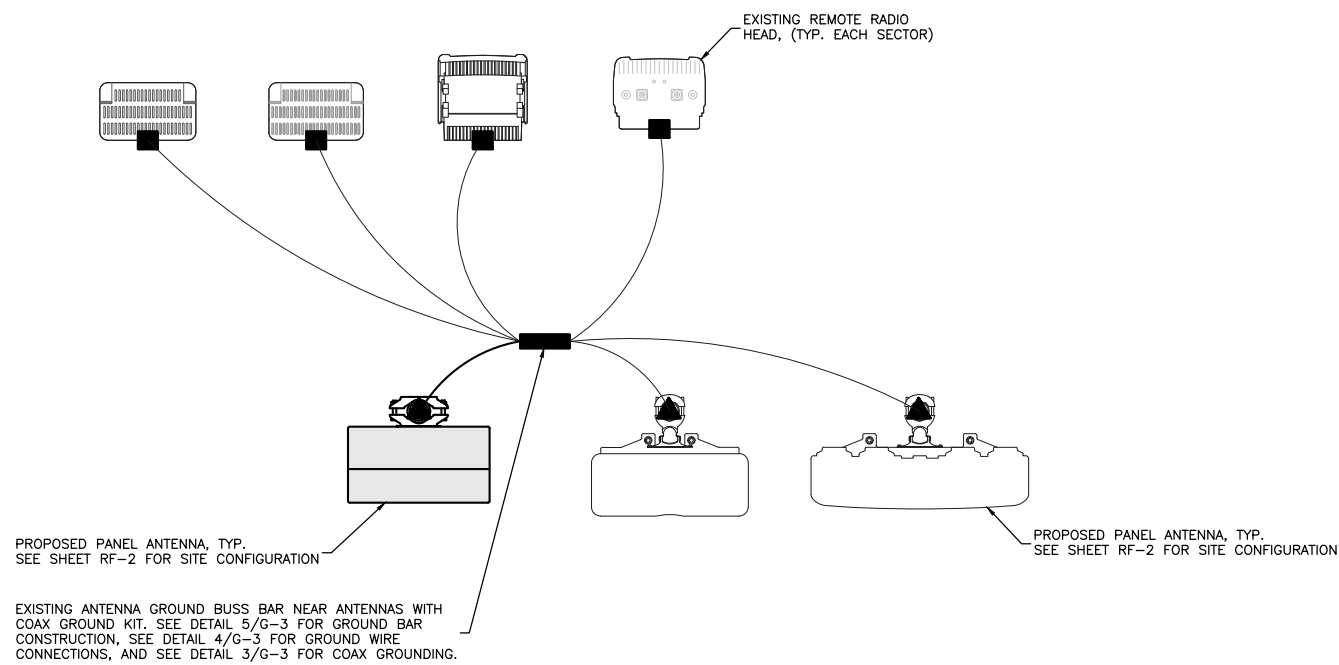 EXISTING REMOTE RADIO
HEAD, (TYP. EACH SECTOR)
PROPOSED PANEL ANTENNA, TYP.
SEE SHEET RF-2 FOR SITE CONFIGURATION
PROPOSED PANEL ANTENNA, TYP.
SEE SHEET RF-2 FOR SITE CONFIGURATION
EXISTING ANTENNA GROUND BUSS BAR NEAR ANTENNAS WITH
COAX GROUND KIT. SEE DETAIL 5/G-3 FOR GROUND BAR
CONSTRUCTION, SEE DETAIL 4/G-3 FOR GROUND WIRE
CONNECTIONS, AND SEE DETAIL 3/G-3 FOR COAX GROUNDING.